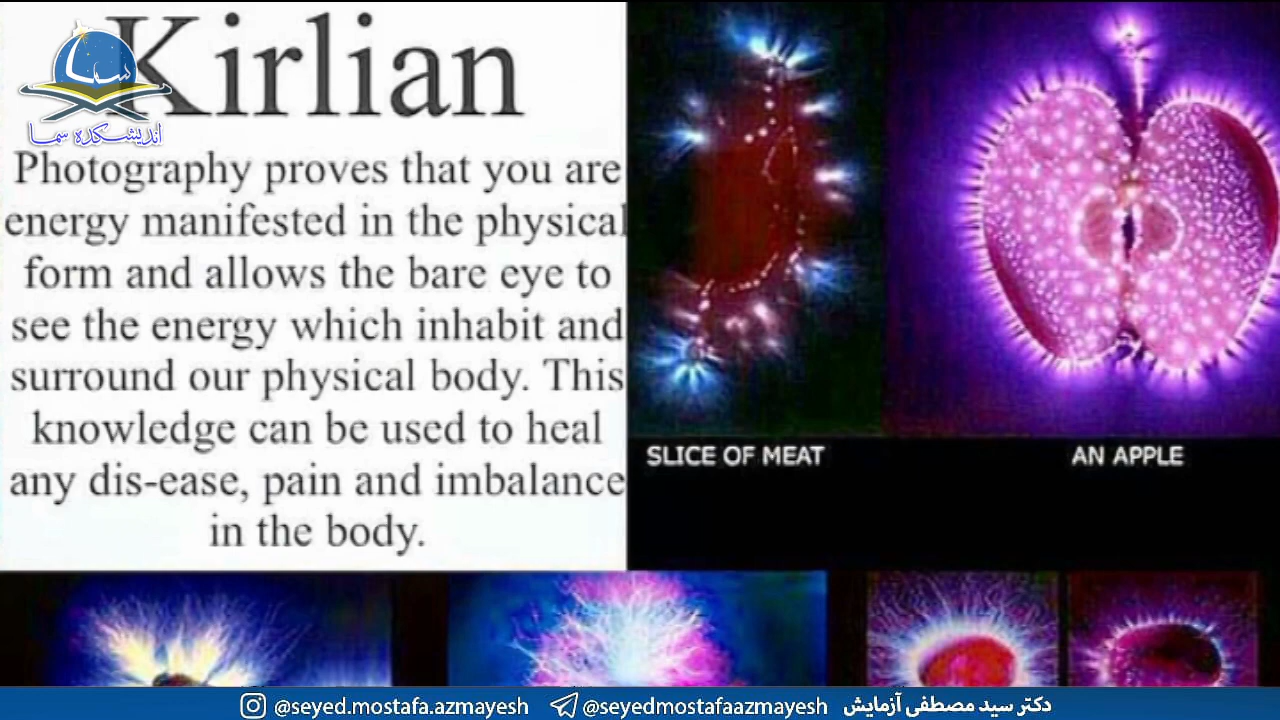 سما
اندیشکده سما
Kirlian
Photography proves that you are
energy manifested in the physical
form and allows the bare eye to
see the energy which inhabit and
surround our physical body. This
knowledge can be used to heal
any dis-ease, pain and imbalance
in the body.
SLICE OF MEAT
AN APPLE
@seyed.mostafa.azmayesh @seyedmostafaazmayesh دکتر سید مصطفی آزمایش